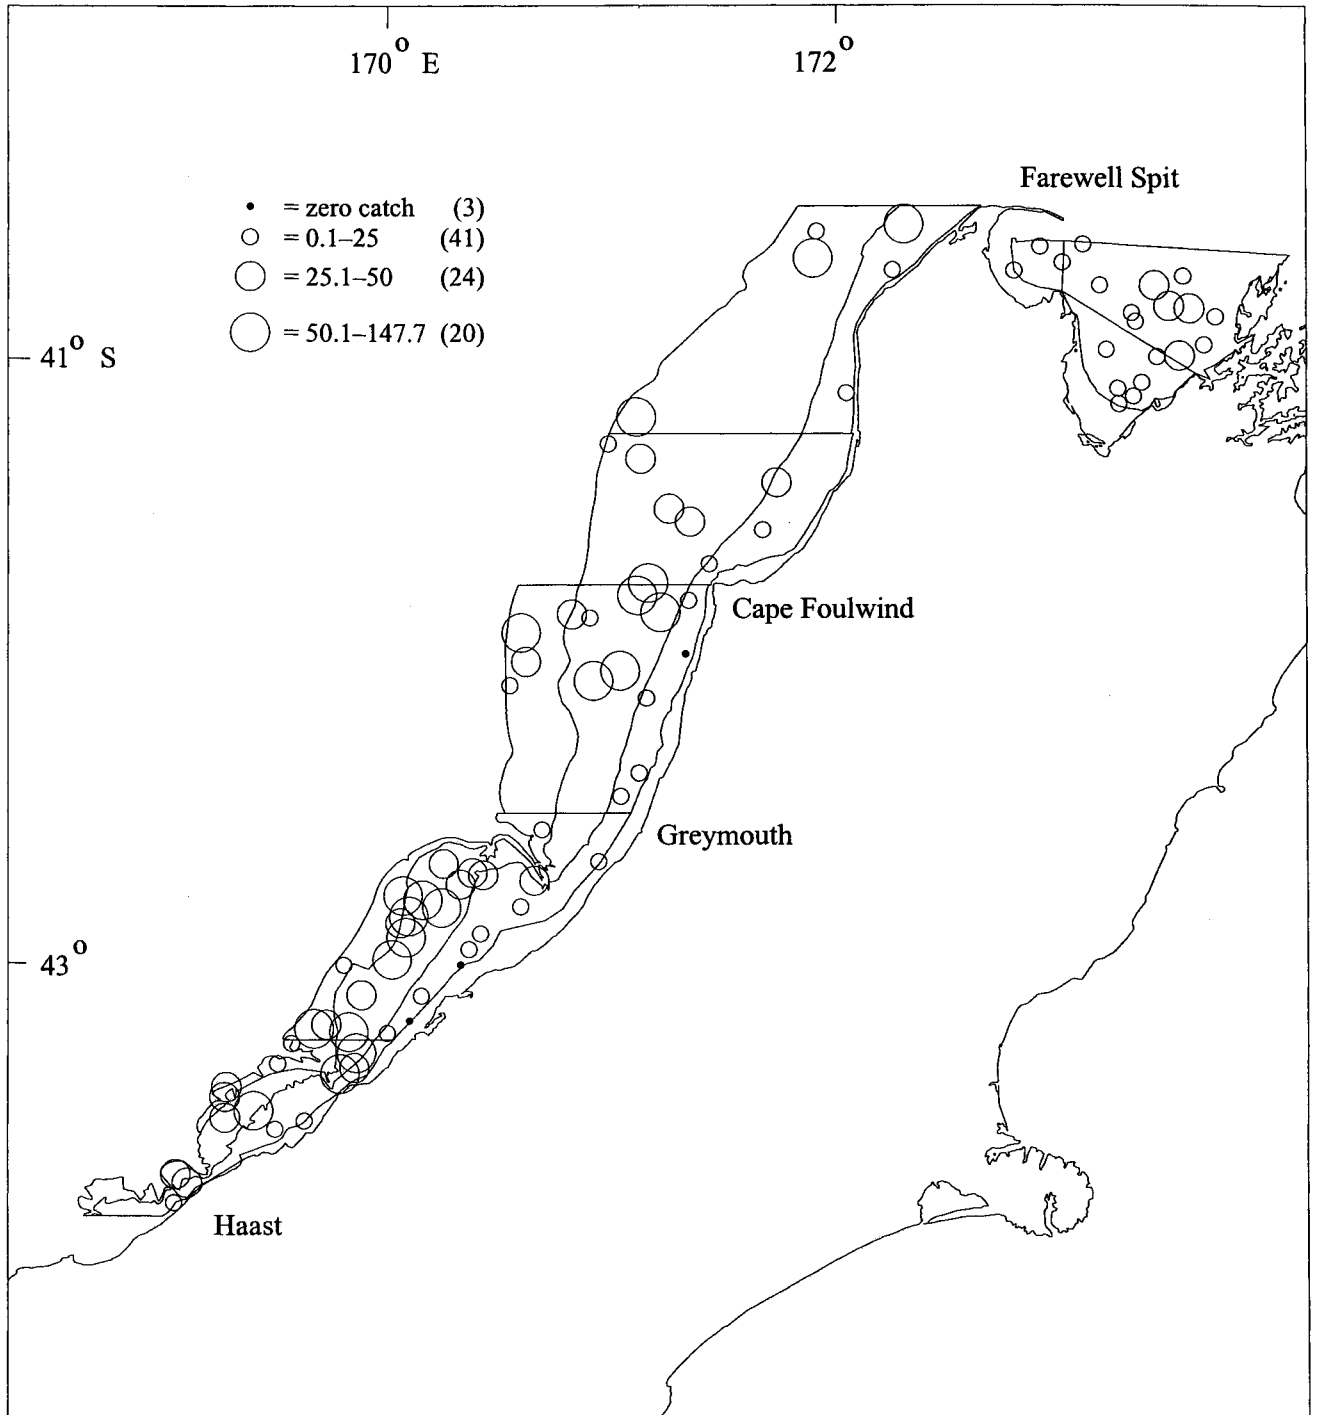 170° E
172°
Farewell Spit
• = zero catch (3)
= 0.1–25 (41)
= 25.1–50 (24)
= 50.1–147.7 (20)
41° S
Cape Foulwind
Greymouth
43°
Haast